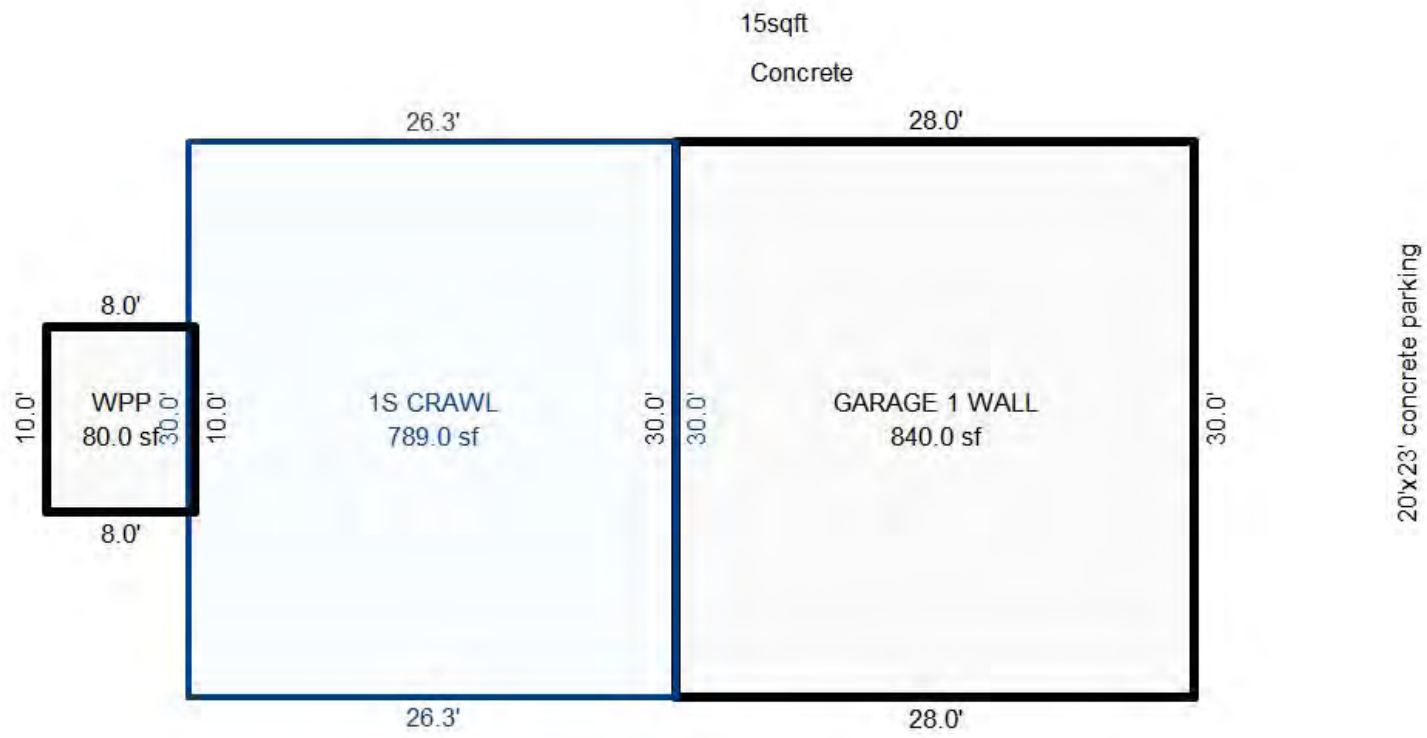 15sqft
Concrete
26.3'
28.0'
8.0'
10.0'
WPP
80.0 sf
30.0'
10.0'
1S CRAWL
789.0 sf
30.0'
30.0'
GARAGE 1 WALL
840.0 sf
30.0'
20'x23' concrete parking
8.0'
26.3'
28.0'